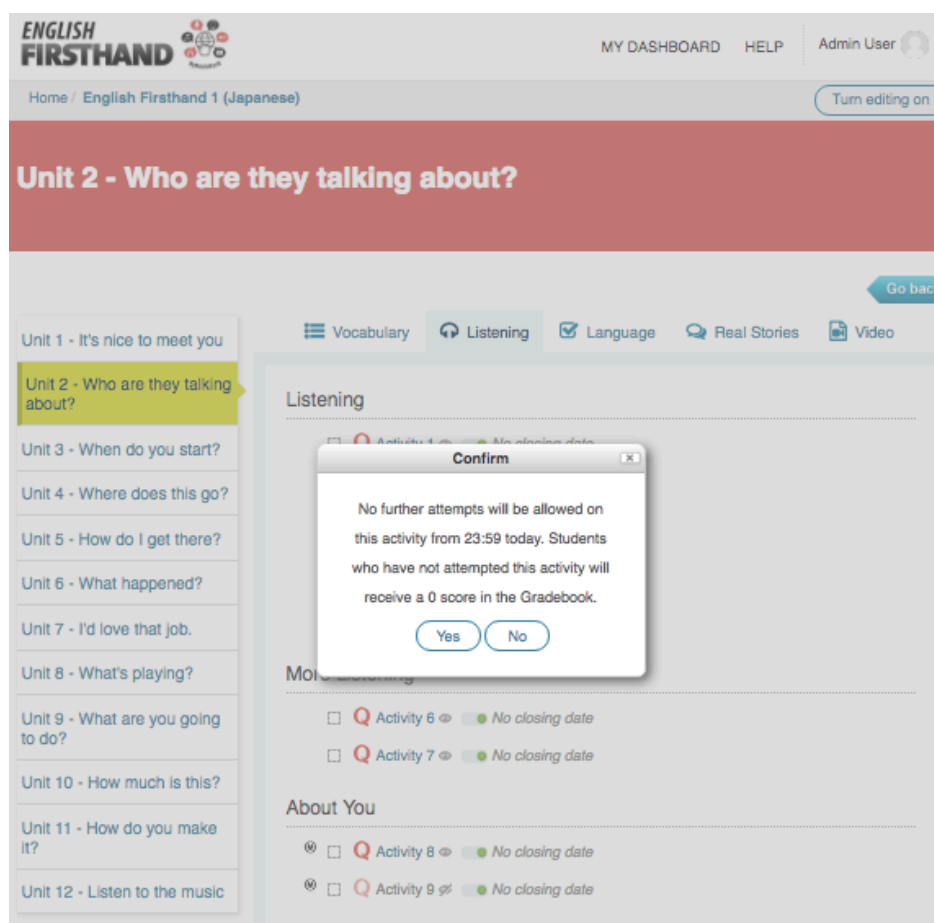 ENGLISH
FIRSTHAND
MY DASHBOARD HELP Admin User
Home / English Firsthand 1 (Japanese)
Turn editing on
Unit 2 - Who are they talking about?
Go bac
Vocabulary Listening Language Real Stories Video
Unit 1 - It's nice to meet you
Unit 2 - Who are they talking
about?
Unit 3 - When do you start?
Unit 4 - Where does this go?
Unit 5 - How do I get there?
Unit 6 - What happened?
Unit 7 - I'd love that job.
Unit 8 - What's playing?
Unit 9 - What are you going
to do?
Unit 10 - How much is this?
Unit 11 - How do you make
it?
Unit 12 - Listen to the music
Listening
Q Activity 1 No closing date
Confirm
No further attempts will be allowed on
this activity from 23:59 today. Students
who have not attempted this activity will
receive a 0 score in the Gradebook.
Yes No
More Listening
Q Activity 6 No closing date
Q Activity 7 No closing date
About You
M Q Activity 8 No closing date
M Q Activity 9 No closing date